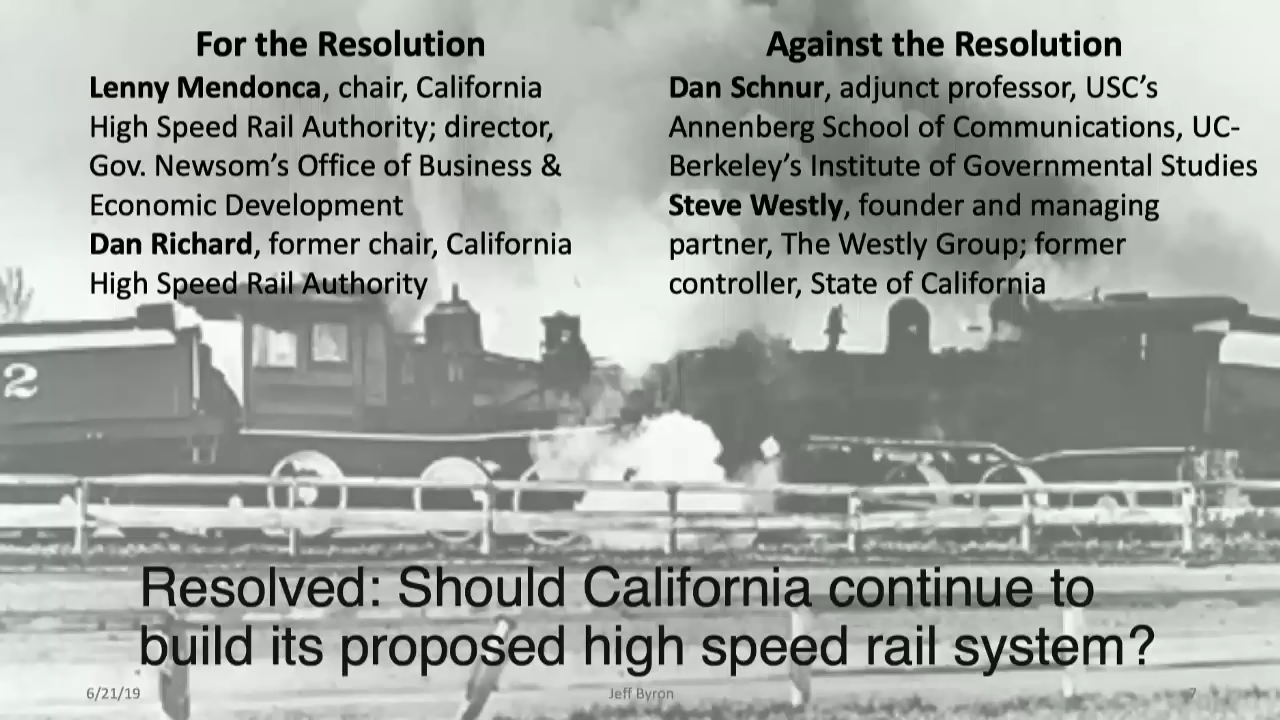 For the Resolution
Lenny Mendonca, chair, California
High Speed Rail Authority; director,
Gov. Newsom’s Office of Business &
Economic Development
Dan Richard, former chair, California
High Speed Rail Authority
Against the Resolution
Dan Schnur, adjunct professor, USC’s
Annenberg School of Communications, UC-
Berkeley’s Institute of Governmental Studies
Steve Westly, founder and managing
partner, The Westly Group; former
controller, State of California
2
Resolved: Should California continue to
build its proposed high speed rail system?
6/21/19
Jeff Byron
7